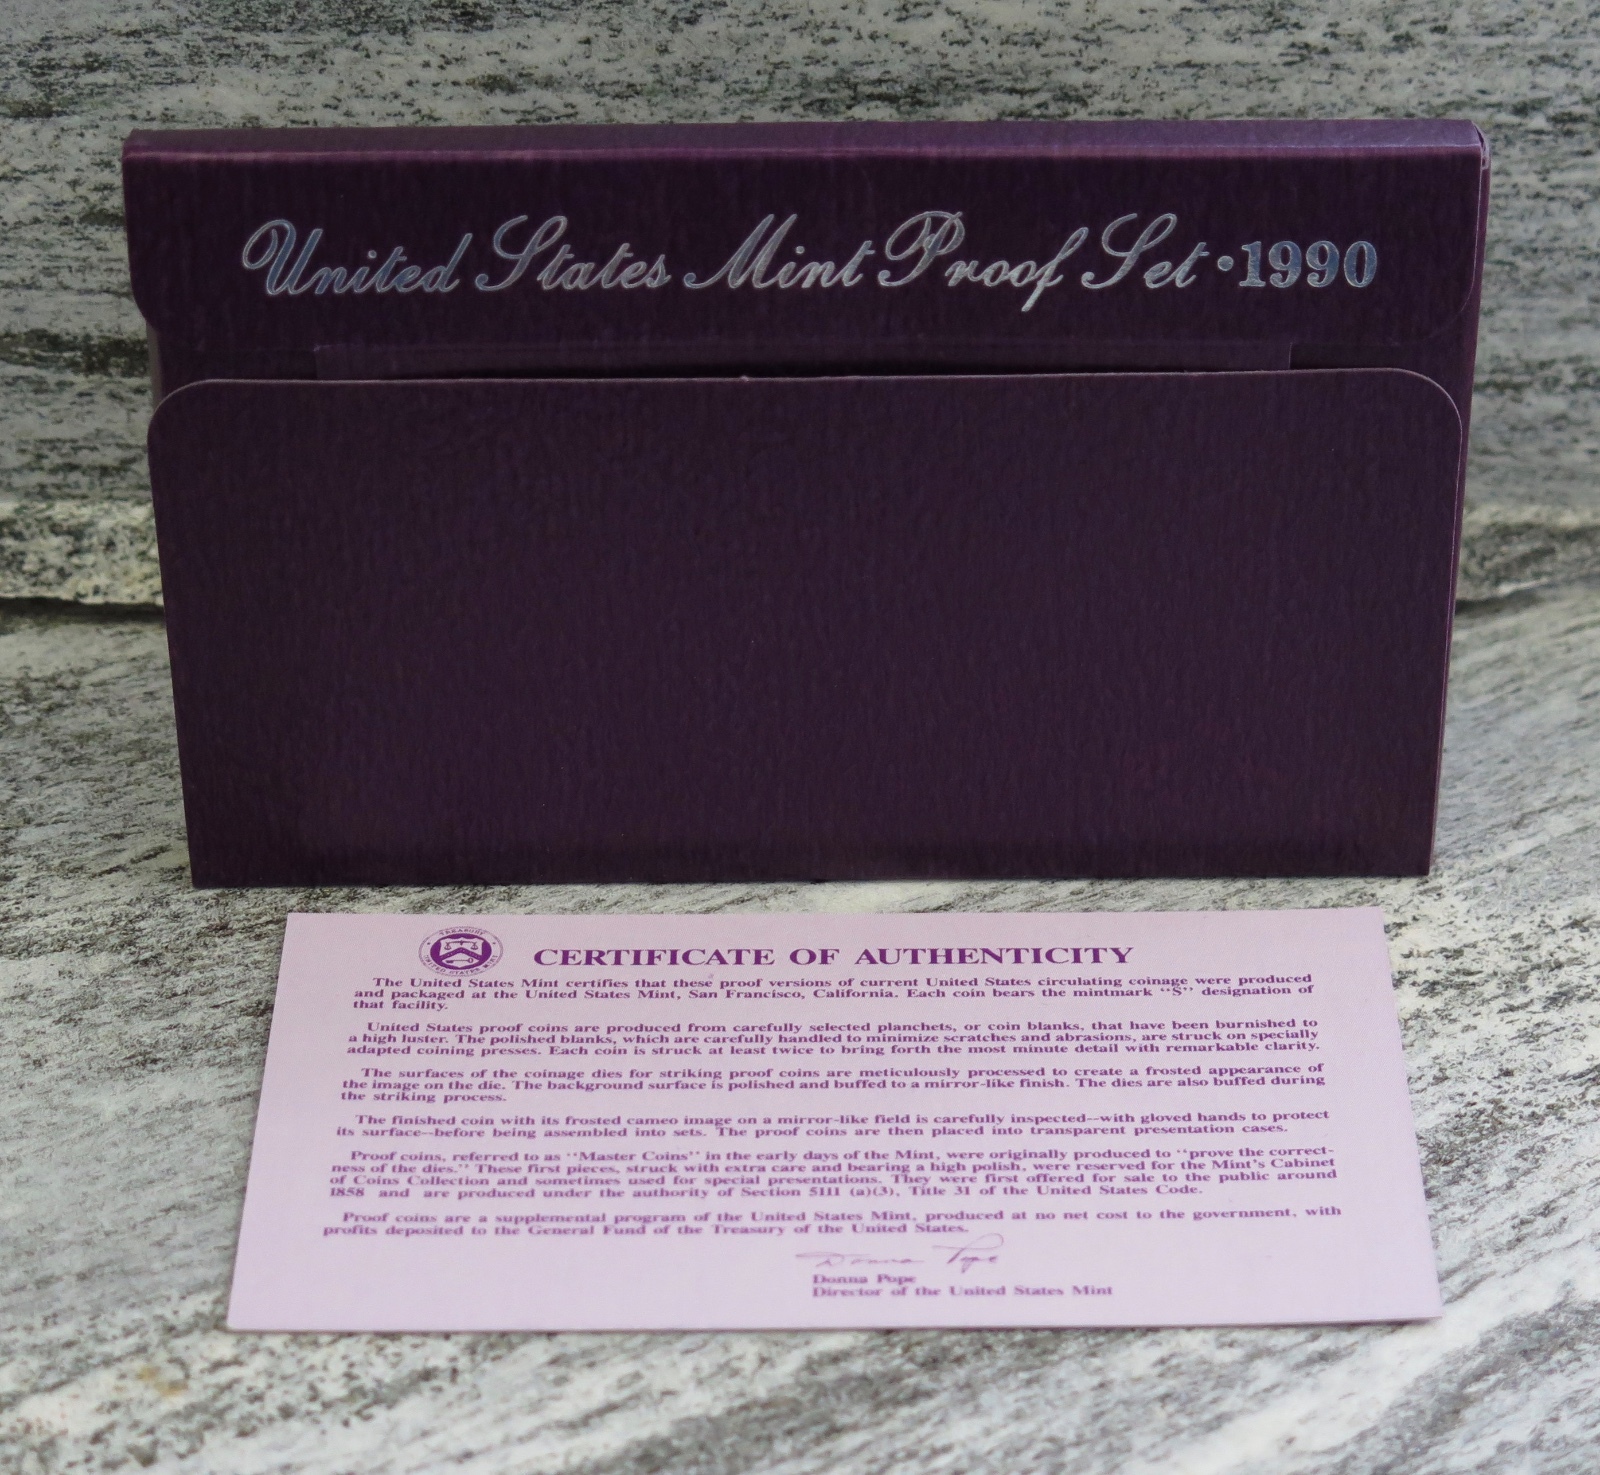 United States Mint Proof Set • 1990
TREASURY
UNITED STATES MINT
CERTIFICATE OF AUTHENTICITY
The United States Mint certifies that these proof versions of current United States circulating coinage were produced
and packaged at the United States Mint, San Francisco, California. Each coin bears the mintmark "S" designation of
that facility.
United States proof coins are produced from carefully selected planchets, or coin blanks, that have been burnished to
a high luster. The polished blanks, which are carefully handled to minimize scratches and abrasions, are struck on specially
adapted coining presses. Each coin is struck at least twice to bring forth the most minute detail with remarkable clarity.
The surfaces of the coinage dies for striking proof coins are meticulously processed to create a frosted appearance of
the image on the die. The background surface is polished and buffed to a mirror-like finish. The dies are also buffed during
the striking process.
The finished coin with its frosted cameo image on a mirror-like field is carefully inspected--with gloved hands to protect
its surface--before being assembled into sets. The proof coins are then placed into transparent presentation cases.
Proof coins, referred to as "Master Coins" in the early days of the Mint, were originally produced to "prove the correct-
ness of the dies." These first pieces, struck with extra care and bearing a high polish, were reserved for the Mint's Cabinet
of Coins Collection and sometimes used for special presentations. They were first offered for sale to the public around
1858 and are produced under the authority of Section 5111 (a)(3), Title 31 of the United States Code.
Proof coins are a supplemental program of the United States Mint, produced at no net cost to the government, with
profits deposited to the General Fund of the Treasury of the United States.
Donna Pope
Donna Pope
Director of the United States Mint